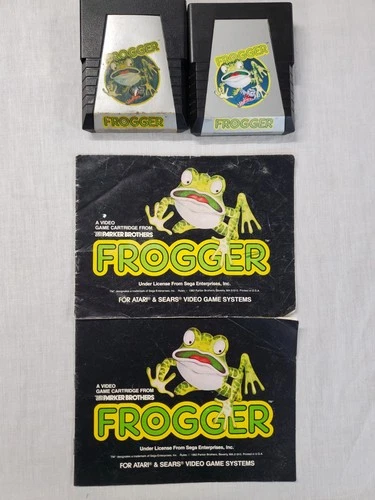 FROGGER
FROGGER
FROGGER
FROGGER
A VIDEO
GAME CARTRIDGE FROM
PARKER BROTHERS
FROGGER
Under License From Sega Enterprises, Inc.
FOR ATARI® & SEARS® VIDEO GAME SYSTEMS
A VIDEO
GAME CARTRIDGE FROM
PARKER BROTHERS
FROGGER
Under License From Sega Enterprises, Inc.
FOR ATARI® & SEARS® VIDEO GAME SYSTEMS